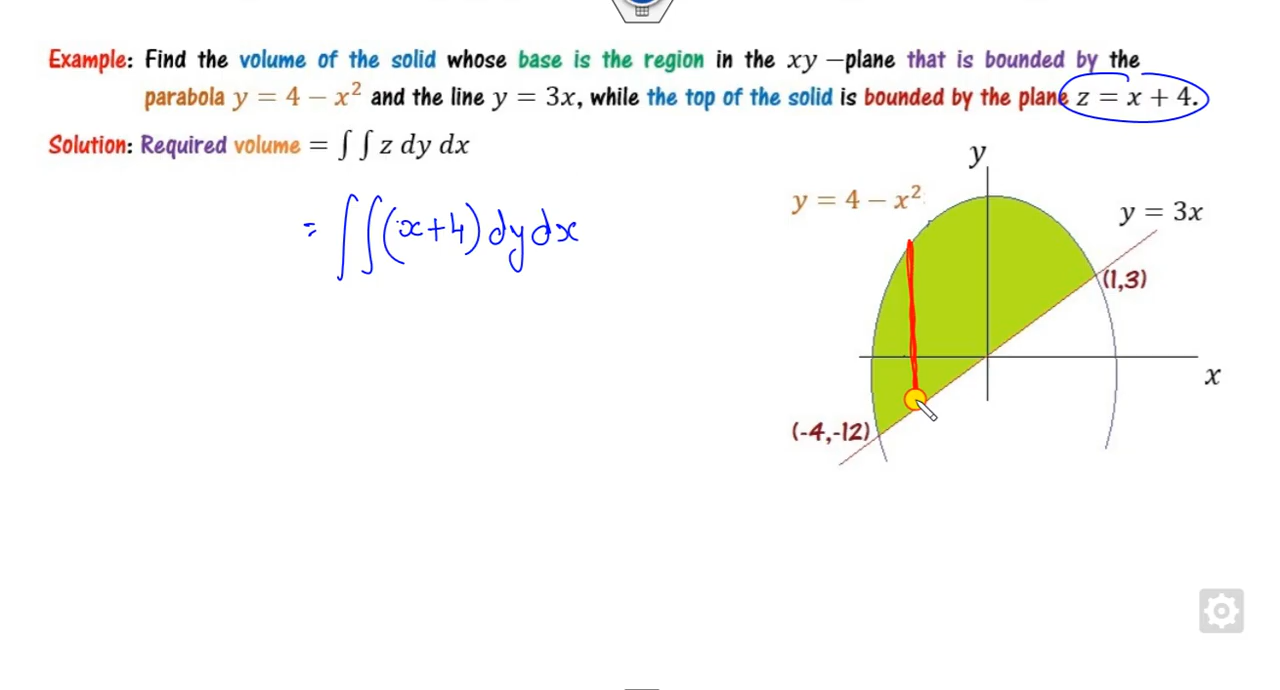 Example: Find the volume of the solid whose base is the region in the xy −plane that is bounded by the
parabola y = 4 − x² and the line y = 3x, while the top of the solid is bounded by the plane z = x + 4.
Solution: Required volume = ∫ ∫ z dy dx
= ∫∫(x+4) dy dx
y
y = 4 − x²
y = 3x
(1,3)
x
(-4,-12)